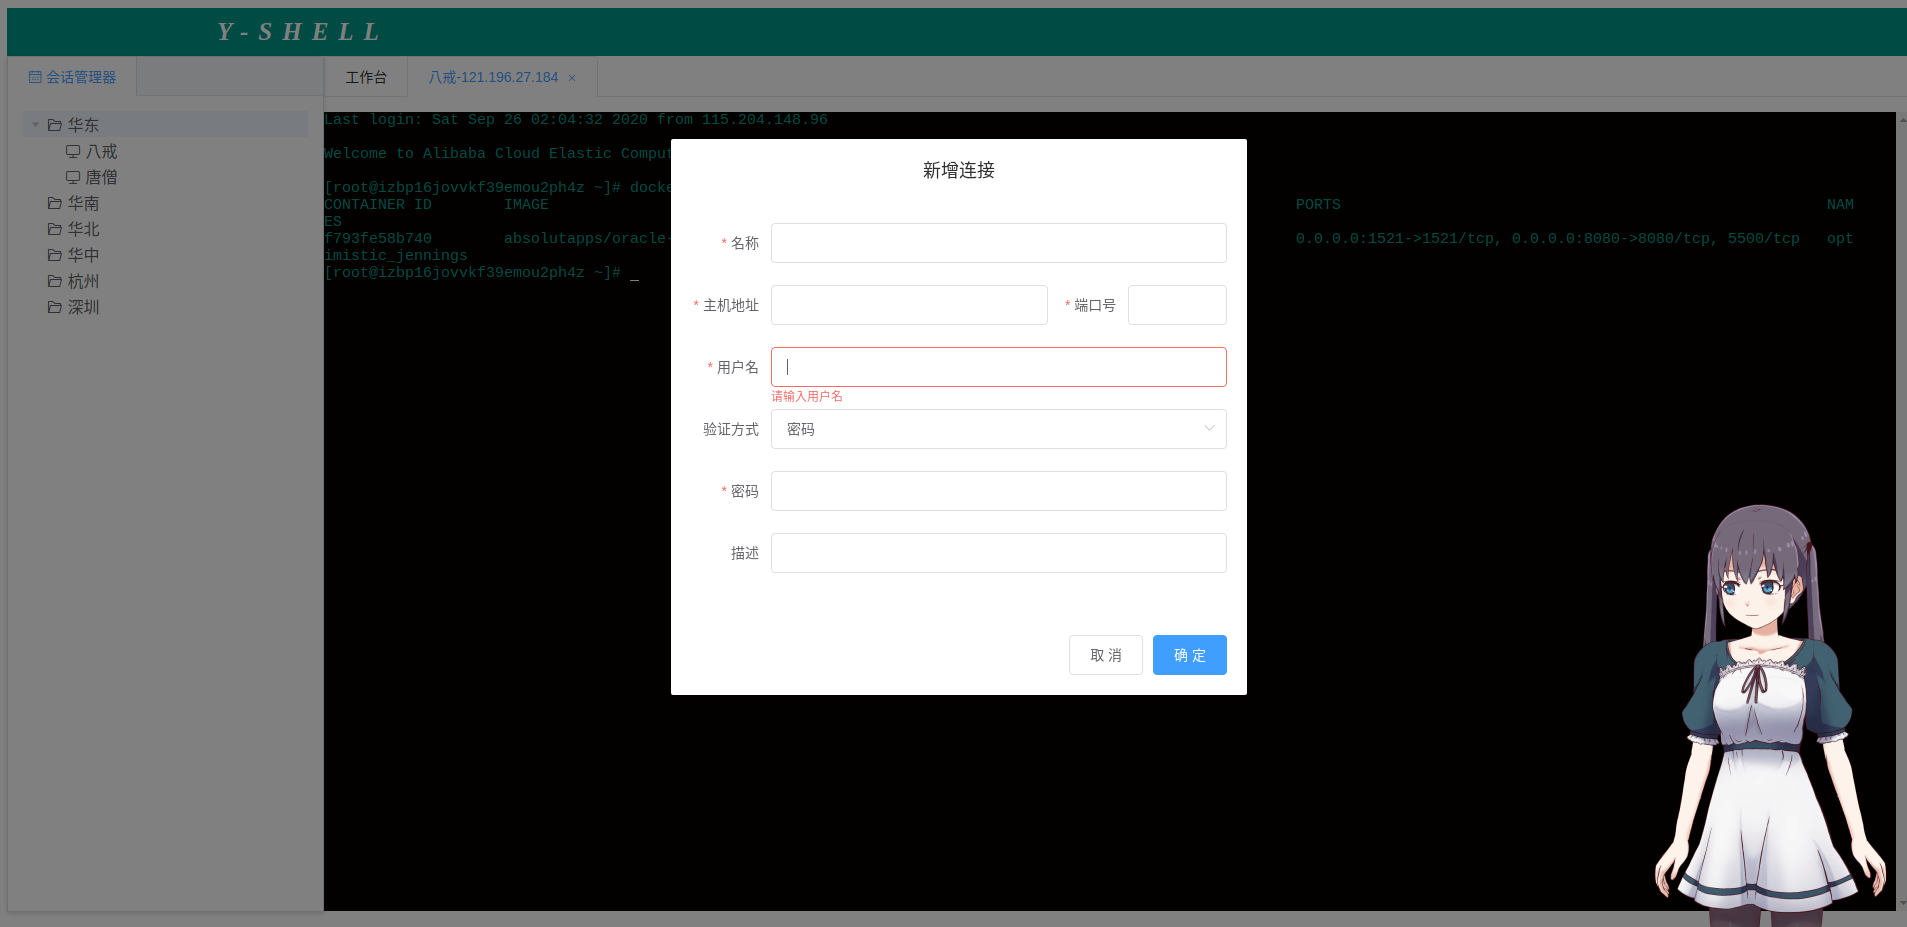 Y-SHELL
会话管理器
工作台
八戒-121.196.27.184 ×
华东
八戒
唐僧
华南
华北
华中
杭州
深圳
Last login: Sat Sep 26 02:04:32 2020 from 115.204.148.96
Welcome to Alibaba Cloud Elastic Comput
[root@izbp16jovvkf39emou2ph4z ~]# docke
CONTAINER ID IMAGE PORTS NAM
ES
f793fe58b740 absolutapps/oracle- 0.0.0.0:1521->1521/tcp, 0.0.0.0:8080->8080/tcp, 5500/tcp opt
imistic_jennings
[root@izbp16jovvkf39emou2ph4z ~]# _
新增连接
* 名称
* 主机地址 * 端口号
* 用户名
请输入用户名
验证方式 密码
* 密码
描述
取 消 确 定